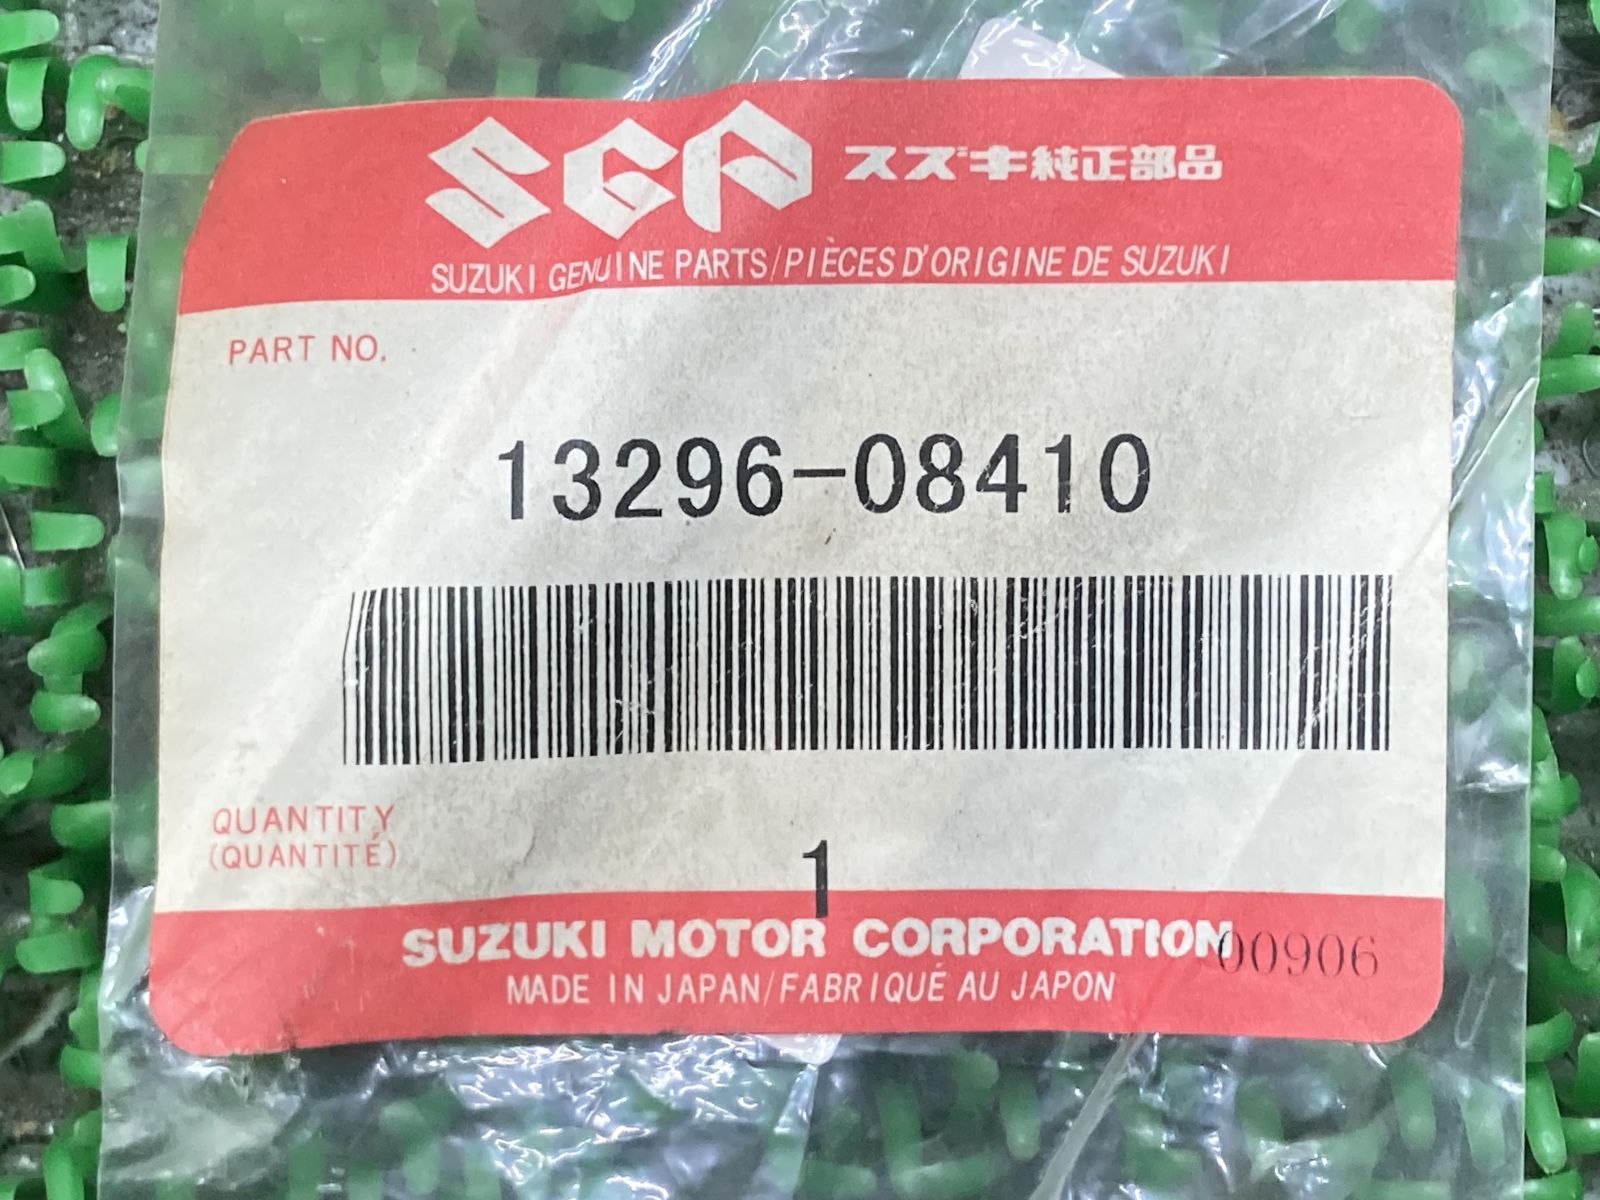 SGP スズキ純正部品
SUZUKI GENUINE PARTS/PIÈCES D'ORIGINE DE SUZUKI
PART NO.
13296-08410
QUANTITY
(QUANTITÉ)
1
SUZUKI MOTOR CORPORATION
00906
MADE IN JAPAN/FABRIQUÉ AU JAPON